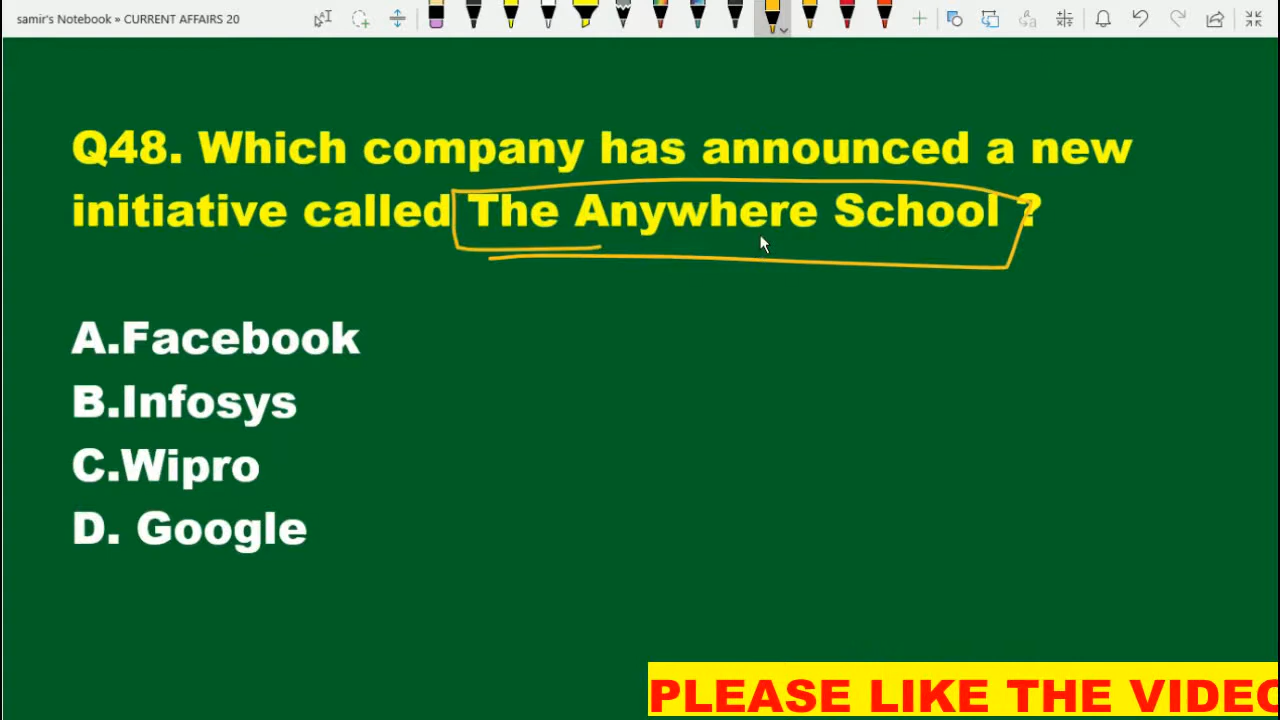 samir's Notebook » CURRENT AFFAIRS 20
Q48. Which company has announced a new
initiative called The Anywhere School ?
A.Facebook
B.Infosys
C.Wipro
D. Google
PLEASE LIKE THE VIDEO